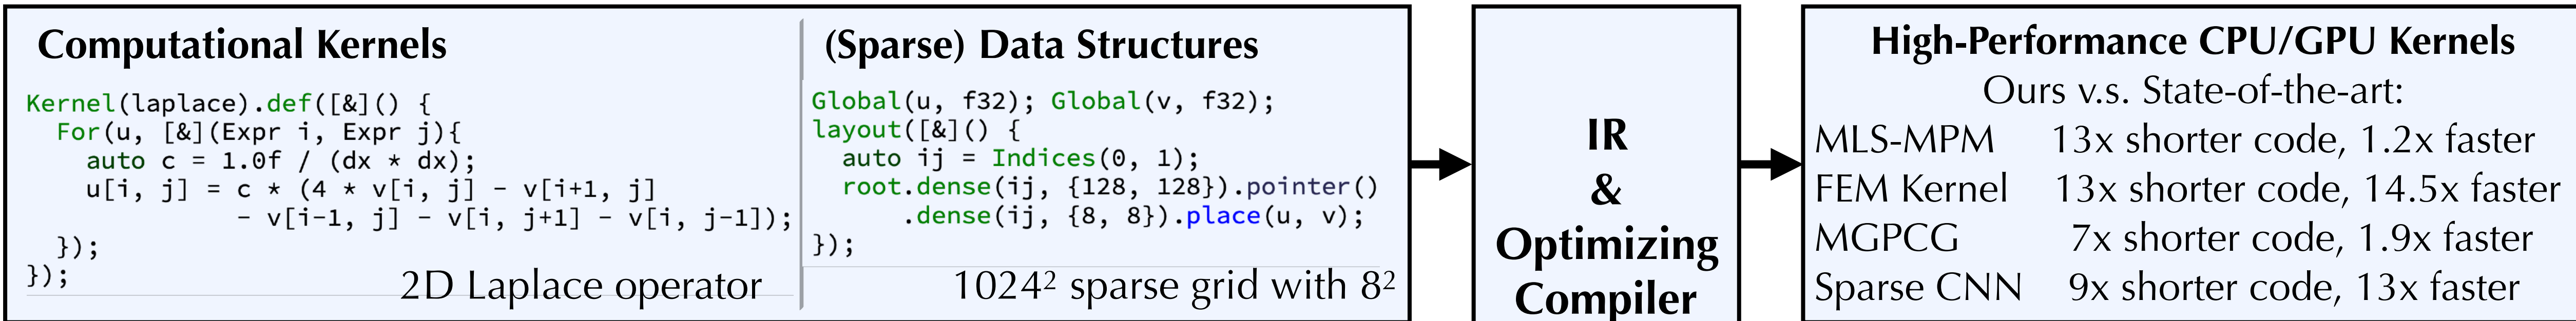 Computational Kernels
Kernel(laplace).def([&]() {
  For(u, [&](Expr i, Expr j){
    auto c = 1.0f / (dx * dx);
    u[i, j] = c * (4 * v[i, j] - v[i+1, j]
              - v[i-1, j] - v[i, j+1] - v[i, j-1]);
  });
});
2D Laplace operator
(Sparse) Data Structures
Global(u, f32); Global(v, f32);
layout([&]() {
  auto ij = Indices(0, 1);
  root.dense(ij, {128, 128}).pointer()
      .dense(ij, {8, 8}).place(u, v);
});
1024² sparse grid with 8²
IR
&
Optimizing
Compiler
High-Performance CPU/GPU Kernels
Ours v.s. State-of-the-art:
MLS-MPM 13x shorter code, 1.2x faster
FEM Kernel 13x shorter code, 14.5x faster
MGPCG 7x shorter code, 1.9x faster
Sparse CNN 9x shorter code, 13x faster